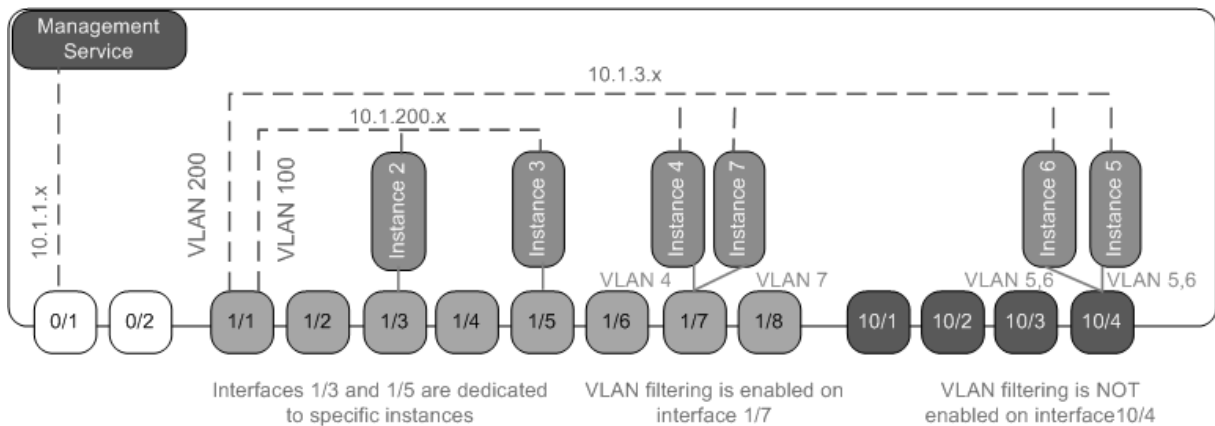 Management
Service
10.1.3.x
10.1.200.x
10.1.1.x
VLAN 200
VLAN 100
Instance 2
Instance 3
Instance 4
Instance 7
Instance 6
Instance 5
VLAN 4
VLAN 7
VLAN 5,6
VLAN 5,6
0/1
0/2
1/1
1/2
1/3
1/4
1/5
1/6
1/7
1/8
10/1
10/2
10/3
10/4
Interfaces 1/3 and 1/5 are dedicated
to specific instances
VLAN filtering is enabled on
interface 1/7
VLAN filtering is NOT
enabled on interface10/4